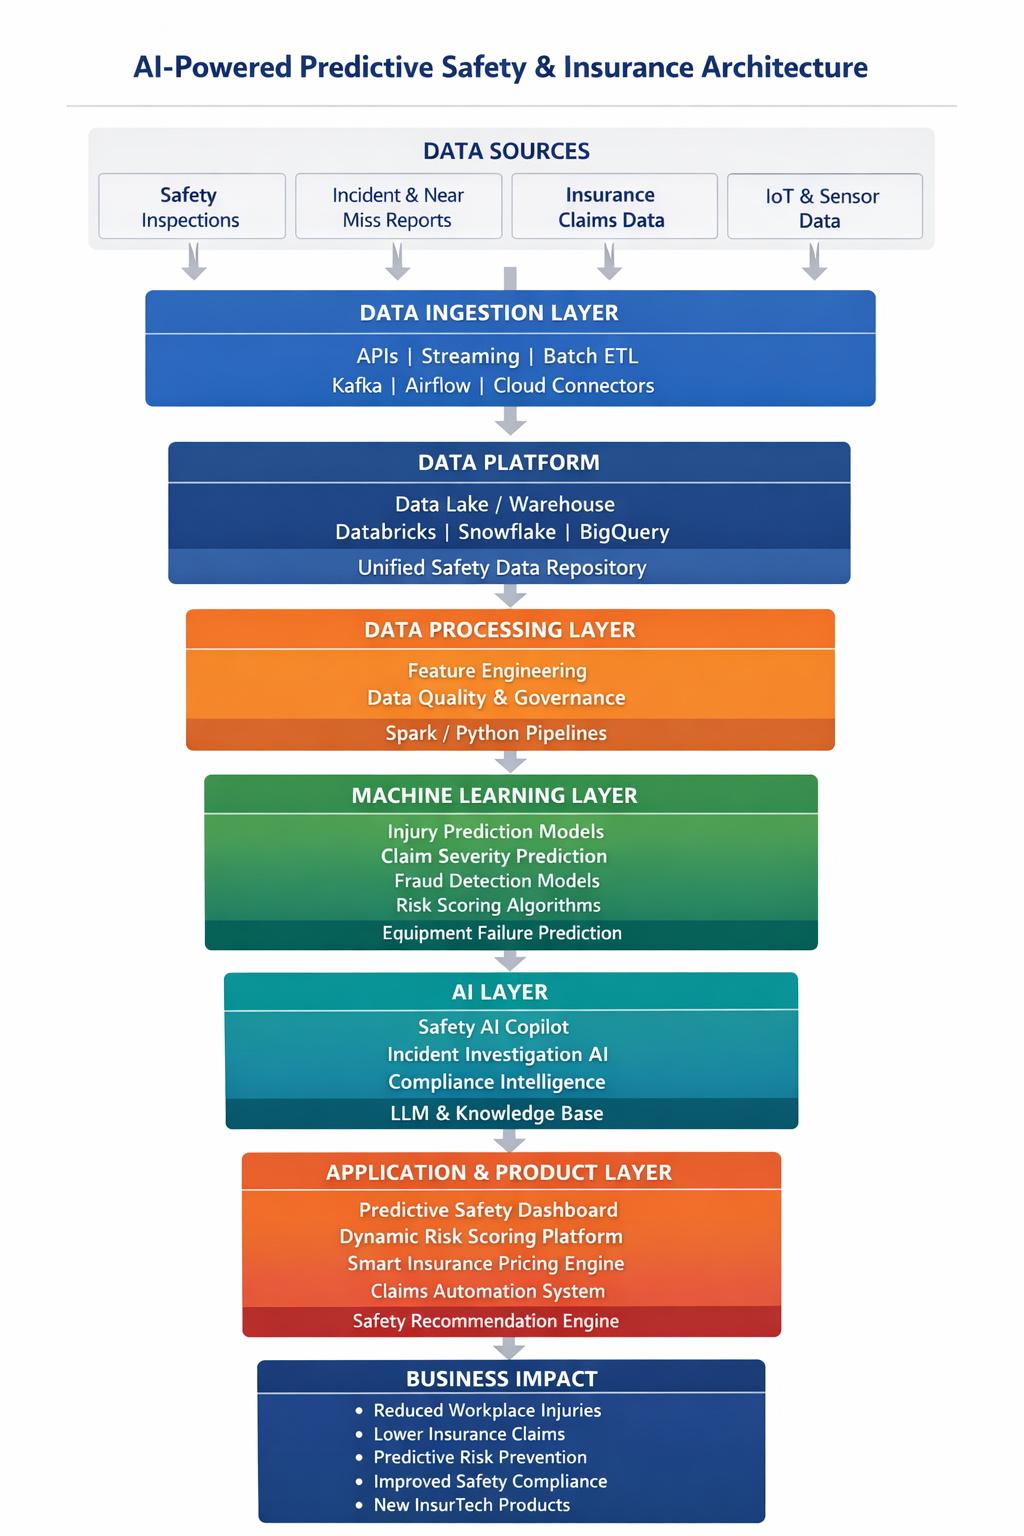 AI-Powered Predictive Safety & Insurance Architecture
DATA SOURCES
Safety
Inspections
Incident & Near
Miss Reports
Insurance
Claims Data
IoT & Sensor
Data
DATA INGESTION LAYER
APIs | Streaming | Batch ETL
Kafka | Airflow | Cloud Connectors
DATA PLATFORM
Data Lake / Warehouse
Databricks | Snowflake | BigQuery
Unified Safety Data Repository
DATA PROCESSING LAYER
Feature Engineering
Data Quality & Governance
Spark / Python Pipelines
MACHINE LEARNING LAYER
Injury Prediction Models
Claim Severity Prediction
Fraud Detection Models
Risk Scoring Algorithms
Equipment Failure Prediction
AI LAYER
Safety AI Copilot
Incident Investigation AI
Compliance Intelligence
LLM & Knowledge Base
APPLICATION & PRODUCT LAYER
Predictive Safety Dashboard
Dynamic Risk Scoring Platform
Smart Insurance Pricing Engine
Claims Automation System
Safety Recommendation Engine
BUSINESS IMPACT
• Reduced Workplace Injuries
• Lower Insurance Claims
• Predictive Risk Prevention
• Improved Safety Compliance
• New InsurTech Products